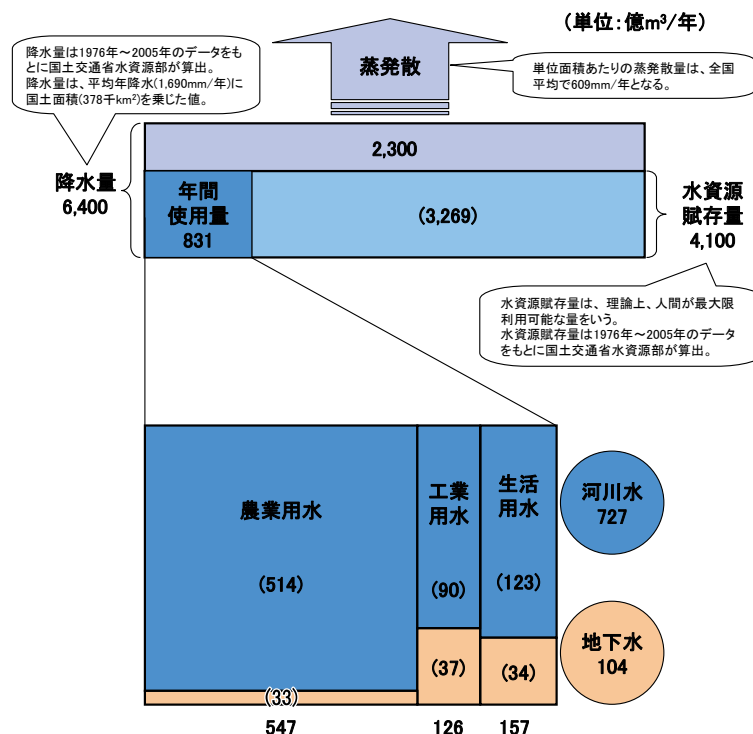 (単位:億m³/年)
降水量は1976年~2005年のデータをも
とに国土交通省水資源部が算出。
降水量は、平均年降水(1,690mm/年)に
国土面積(378千km²)を乗じた値。
蒸発散
単位面積あたりの蒸発散量は、全国
平均で609mm/年となる。
2,300
降水量
6,400
年間
使用量
831
(3,269)
水資源
賦存量
4,100
水資源賦存量は、理論上、人間が最大限
利用可能な量をいう。
水資源賦存量は1976年~2005年のデータ
をもとに国土交通省水資源部が算出。
農業用水
(514)
(33)
547
工業
用水
(90)
(37)
126
生活
用水
(123)
(34)
157
河川水
727
地下水
104